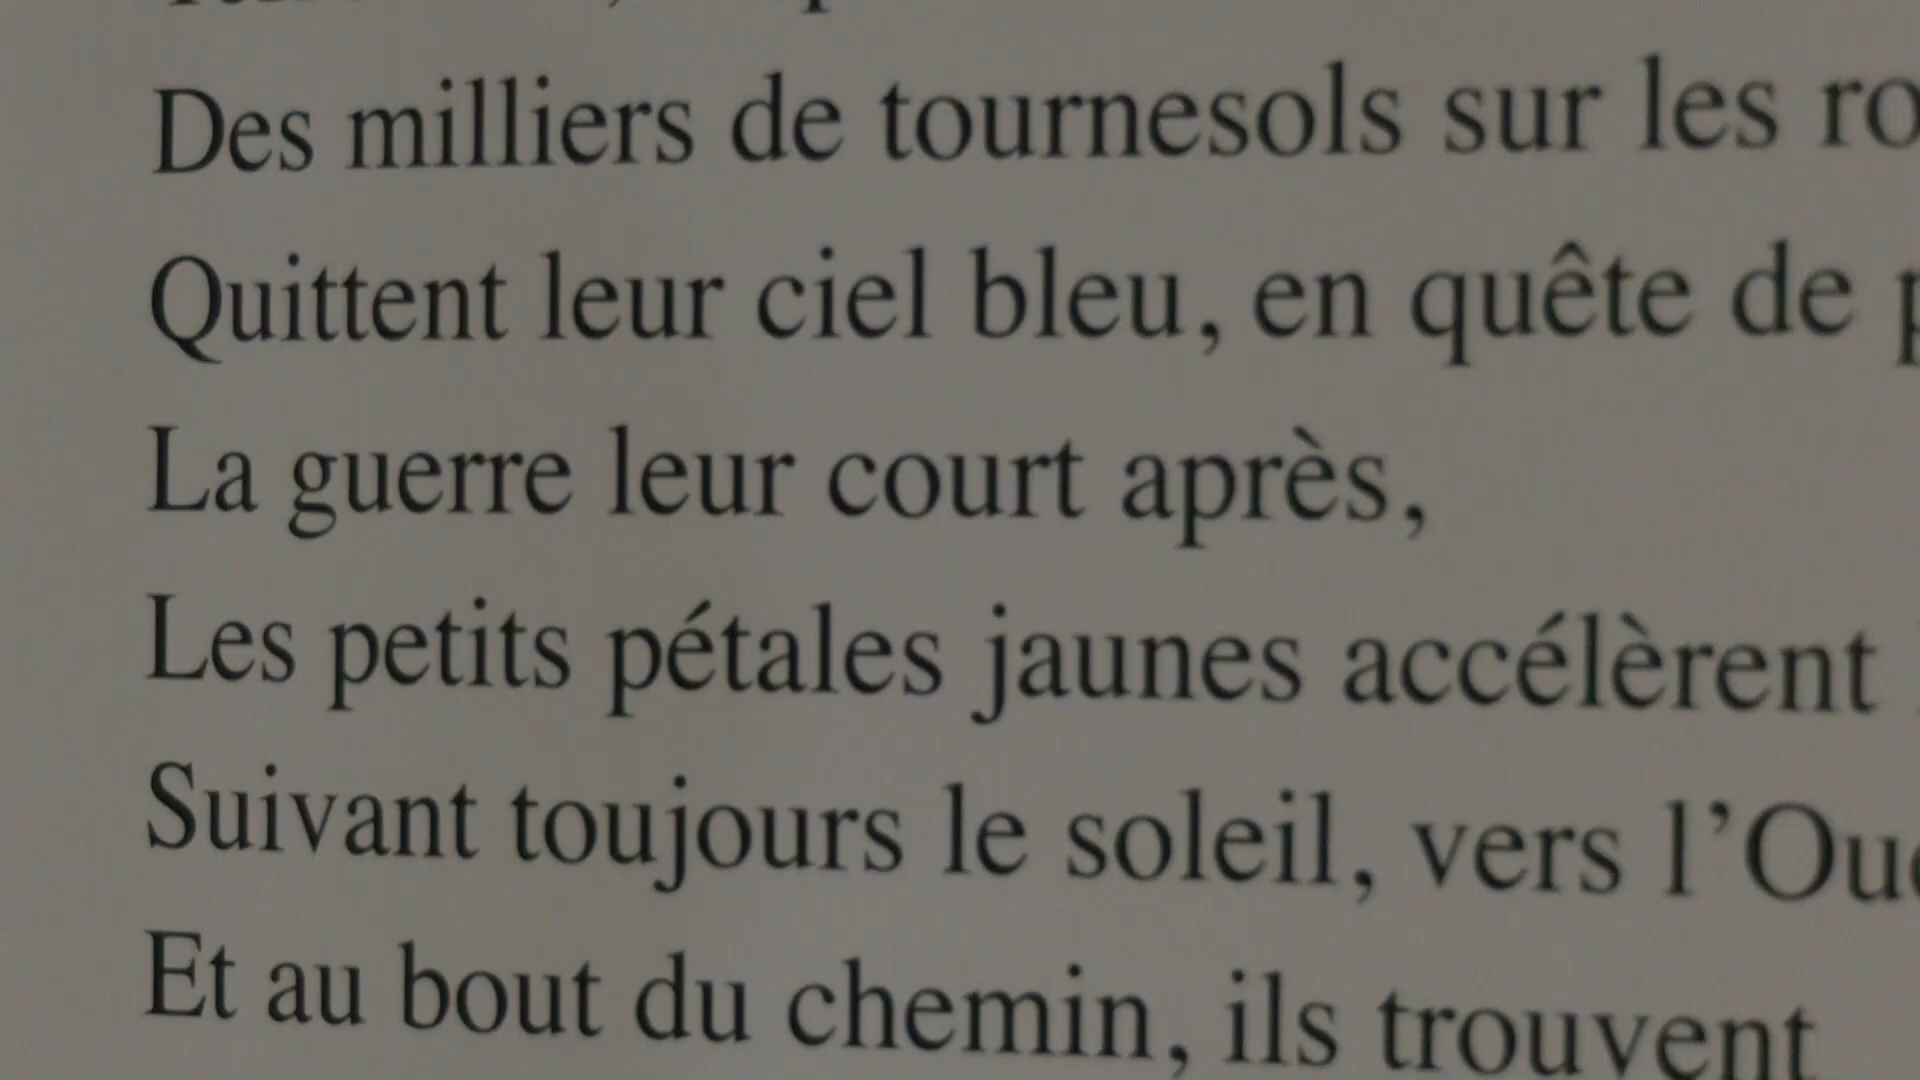 Des milliers de tournesols sur les
Quittent leur ciel bleu, en quête de
La guerre leur court après,
Les petits pétales jaunes accélèrent
Suivant toujours le soleil, vers
Et au bout du chemin, ils trouvent